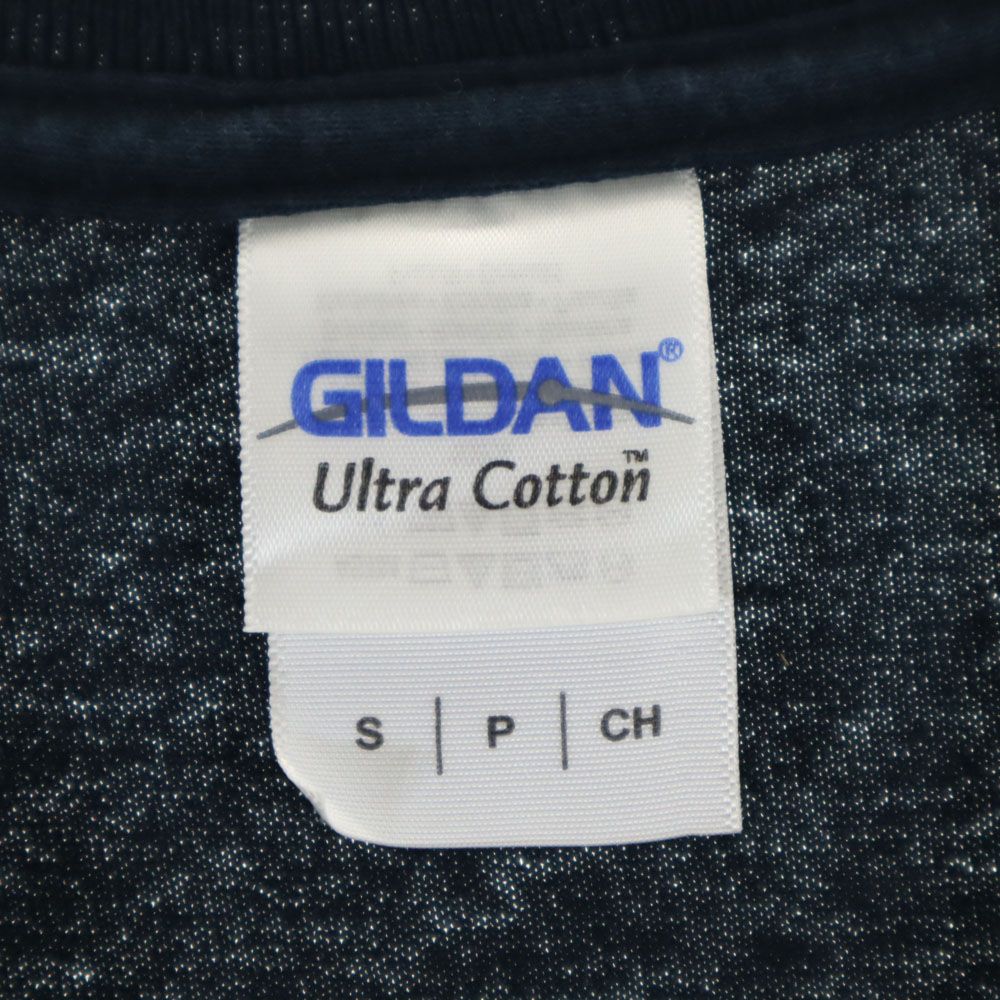 GILDAN®
Ultra Cotton™
S | P | CH